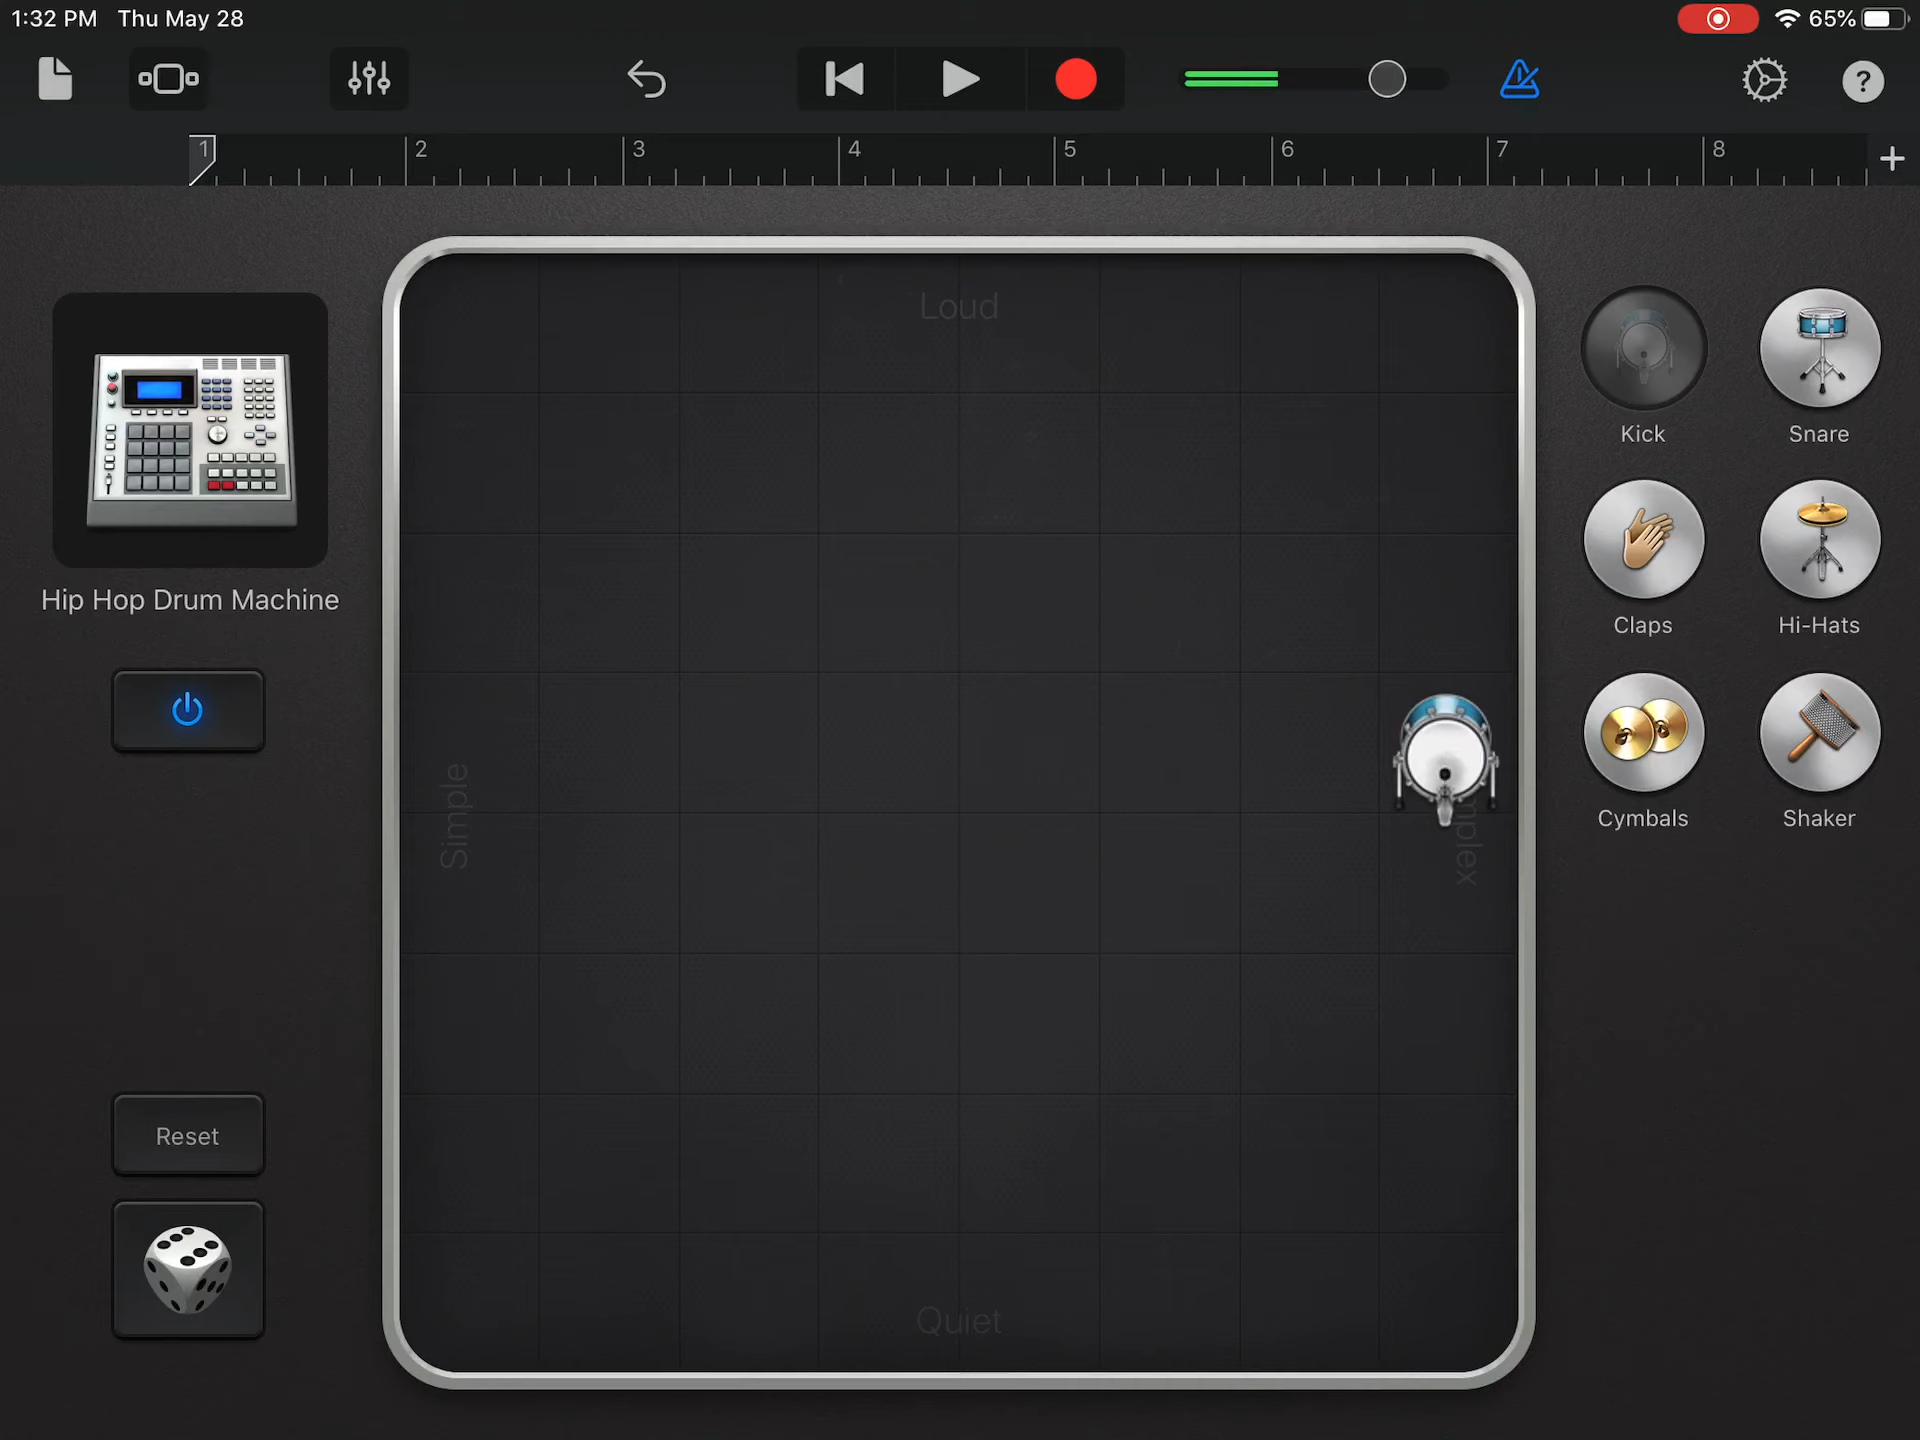 1:32 PM Thu May 28
65%
?
1 2 3 4 5 6 7 8
Loud
Hip Hop Drum Machine
Kick Snare
Claps Hi-Hats
Simple
mplex
Cymbals Shaker
Reset
Quiet